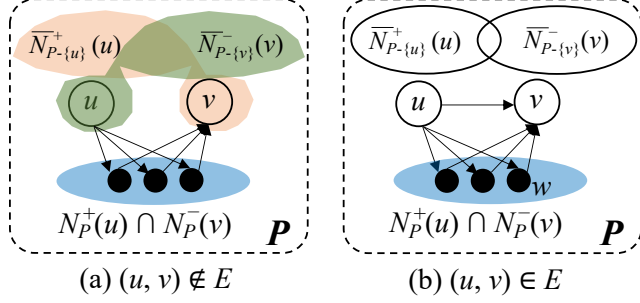 N̅⁺_{P-{u}}(u) N̅⁻_{P-{v}}(v)
u v
N⁺_P(u) ∩ N⁻_P(v) P
(a) (u, v) ∉ E
N̅⁺_{P-{u}}(u) N̅⁻_{P-{v}}(v)
u v
w
N⁺_P(u) ∩ N⁻_P(v) P
(b) (u, v) ∈ E